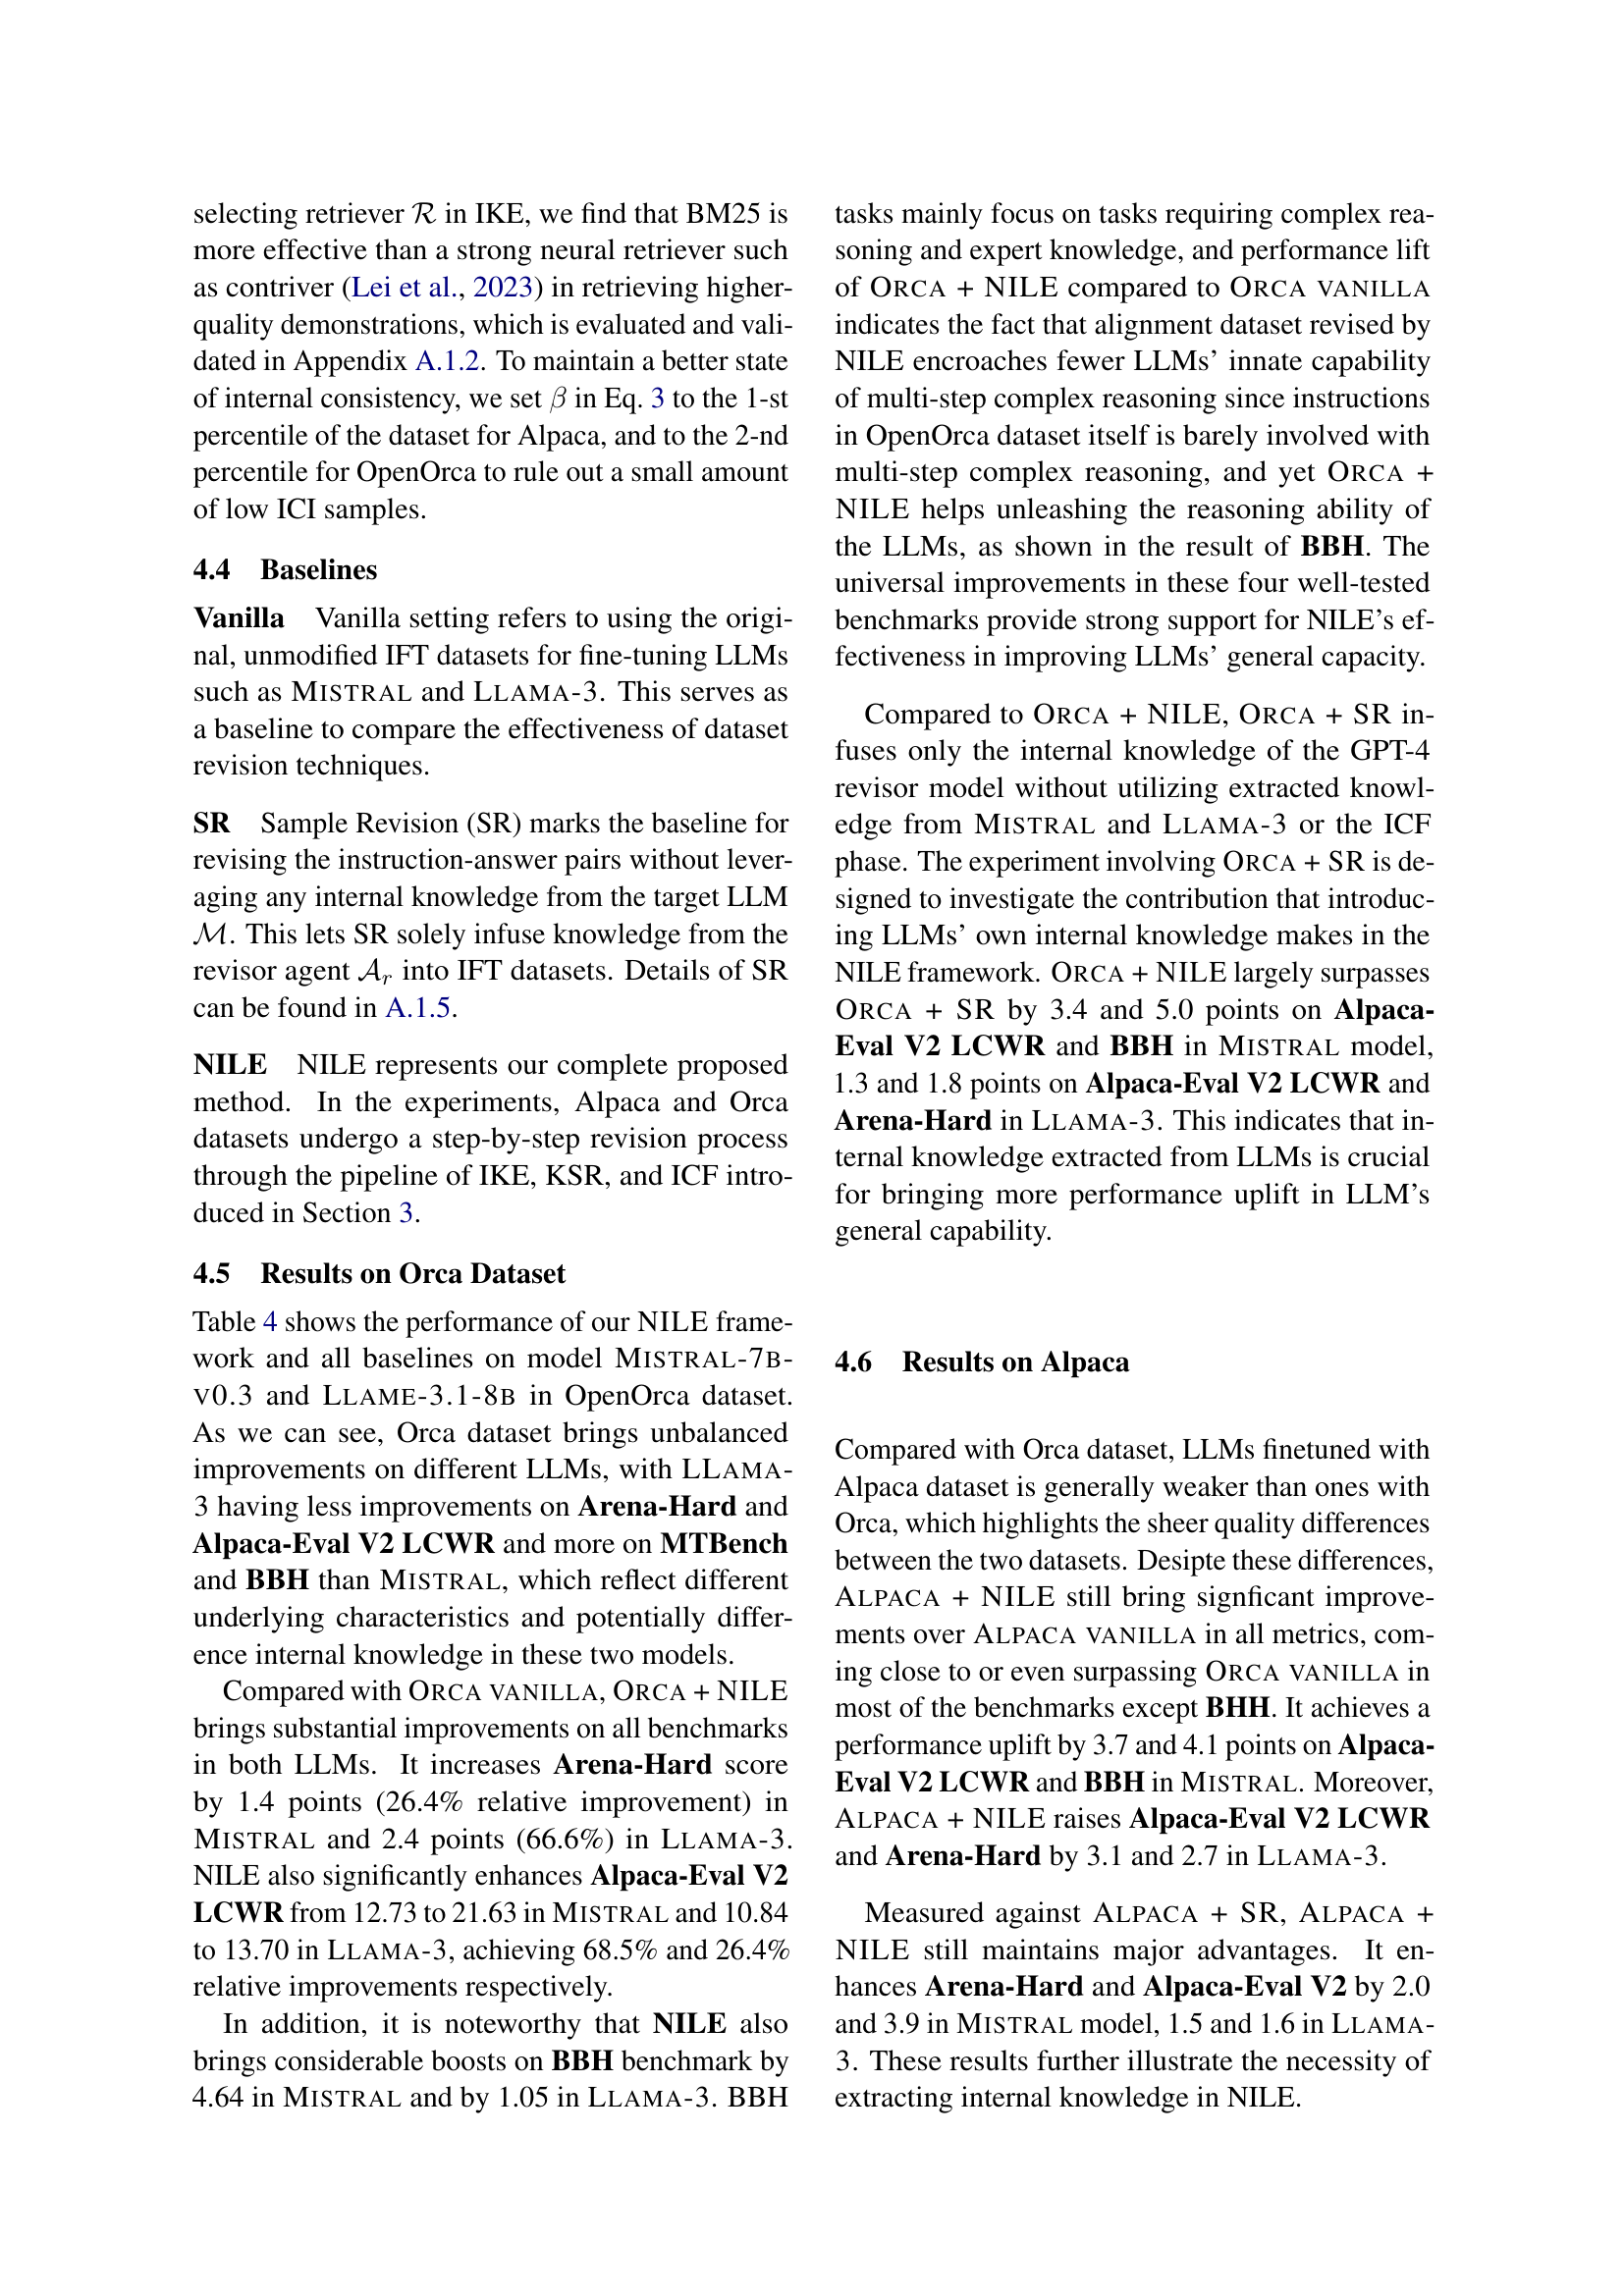 selecting retriever R in IKE, we find that BM25 is
more effective than a strong neural retriever such
as contriver (Lei et al., 2023) in retrieving higher-
quality demonstrations, which is evaluated and vali-
dated in Appendix A.1.2. To maintain a better state
of internal consistency, we set β in Eq. 3 to the 1-st
percentile of the dataset for Alpaca, and to the 2-nd
percentile for OpenOrca to rule out a small amount
of low ICI samples.
4.4 Baselines
Vanilla Vanilla setting refers to using the origi-
nal, unmodified IFT datasets for fine-tuning LLMs
such as MISTRAL and LLAMA-3. This serves as
a baseline to compare the effectiveness of dataset
revision techniques.
SR Sample Revision (SR) marks the baseline for
revising the instruction-answer pairs without lever-
aging any internal knowledge from the target LLM
M. This lets SR solely infuse knowledge from the
revisor agent Ar into IFT datasets. Details of SR
can be found in A.1.5.
NILE NILE represents our complete proposed
method. In the experiments, Alpaca and Orca
datasets undergo a step-by-step revision process
through the pipeline of IKE, KSR, and ICF intro-
duced in Section 3.
4.5 Results on Orca Dataset
Table 4 shows the performance of our NILE frame-
work and all baselines on model MISTRAL-7B-
V0.3 and LLAME-3.1-8B in OpenOrca dataset.
As we can see, Orca dataset brings unbalanced
improvements on different LLMs, with LLAMA-
3 having less improvements on Arena-Hard and
Alpaca-Eval V2 LCWR and more on MTBench
and BBH than MISTRAL, which reflect different
underlying characteristics and potentially differ-
ence internal knowledge in these two models.
Compared with ORCA VANILLA, ORCA + NILE
brings substantial improvements on all benchmarks
in both LLMs. It increases Arena-Hard score
by 1.4 points (26.4% relative improvement) in
MISTRAL and 2.4 points (66.6%) in LLAMA-3.
NILE also significantly enhances Alpaca-Eval V2
LCWR from 12.73 to 21.63 in MISTRAL and 10.84
to 13.70 in LLAMA-3, achieving 68.5% and 26.4%
relative improvements respectively.
In addition, it is noteworthy that NILE also
brings considerable boosts on BBH benchmark by
4.64 in MISTRAL and by 1.05 in LLAMA-3. BBH
tasks mainly focus on tasks requiring complex rea-
soning and expert knowledge, and performance lift
of ORCA + NILE compared to ORCA VANILLA
indicates the fact that alignment dataset revised by
NILE encroaches fewer LLMs' innate capability
of multi-step complex reasoning since instructions
in OpenOrca dataset itself is barely involved with
multi-step complex reasoning, and yet ORCA +
NILE helps unleashing the reasoning ability of
the LLMs, as shown in the result of BBH. The
universal improvements in these four well-tested
benchmarks provide strong support for NILE's ef-
fectiveness in improving LLMs' general capacity.
Compared to ORCA + NILE, ORCA + SR in-
fuses only the internal knowledge of the GPT-4
revisor model without utilizing extracted knowl-
edge from MISTRAL and LLAMA-3 or the ICF
phase. The experiment involving ORCA + SR is de-
signed to investigate the contribution that introduc-
ing LLMs' own internal knowledge makes in the
NILE framework. ORCA + NILE largely surpasses
ORCA + SR by 3.4 and 5.0 points on Alpaca-
Eval V2 LCWR and BBH in MISTRAL model,
1.3 and 1.8 points on Alpaca-Eval V2 LCWR and
Arena-Hard in LLAMA-3. This indicates that in-
ternal knowledge extracted from LLMs is crucial
for bringing more performance uplift in LLM's
general capability.
4.6 Results on Alpaca
Compared with Orca dataset, LLMs finetuned with
Alpaca dataset is generally weaker than ones with
Orca, which highlights the sheer quality differences
between the two datasets. Desipte these differences,
ALPACA + NILE still bring signficant improve-
ments over ALPACA VANILLA in all metrics, com-
ing close to or even surpassing ORCA VANILLA in
most of the benchmarks except BHH. It achieves a
performance uplift by 3.7 and 4.1 points on Alpaca-
Eval V2 LCWR and BBH in MISTRAL. Moreover,
ALPACA + NILE raises Alpaca-Eval V2 LCWR
and Arena-Hard by 3.1 and 2.7 in LLAMA-3.
Measured against ALPACA + SR, ALPACA +
NILE still maintains major advantages. It en-
hances Arena-Hard and Alpaca-Eval V2 by 2.0
and 3.9 in MISTRAL model, 1.5 and 1.6 in LLAMA-
3. These results further illustrate the necessity of
extracting internal knowledge in NILE.